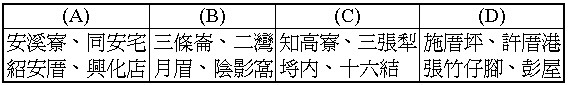 (A) (B) (C) (D)
安溪寮、同安宅 三條崙、二灣 知高寮、三張犁 施厝坪、許厝港
紹安厝、興化店 月眉、陰影窩 埒內、十六結 張竹仔腳、彭屋